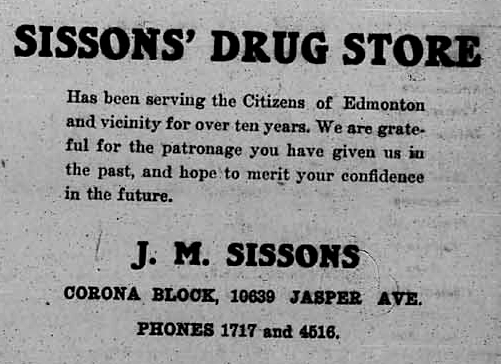 SISSONS' DRUG STORE
Has been serving the Citizens of Edmonton
and vicinity for over ten years. We are grate-
ful for the patronage you have given us in
the past, and hope to merit your confidence
in the future.
J. M. SISSONS
CORONA BLOCK, 10639 JASPER AVE.
PHONES 1717 and 4516.